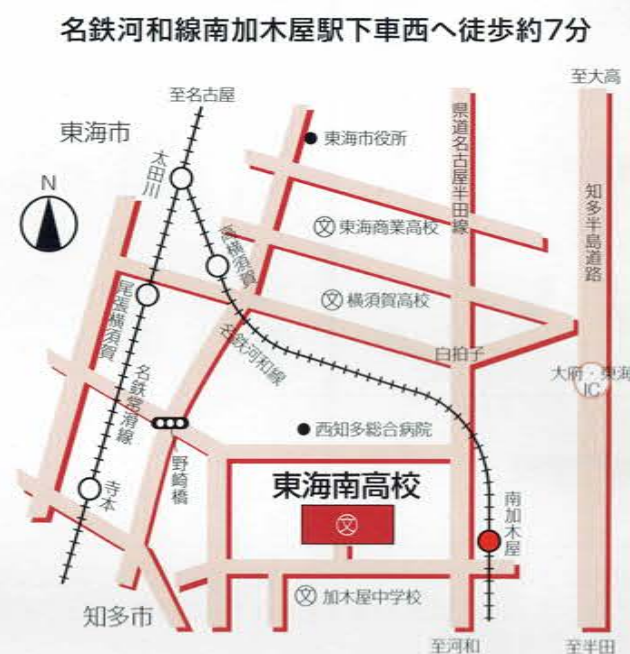 名鉄河和線南加木屋駅下車西へ徒歩約7分
至大高
至名古屋
東海市
東海市役所
県道名古屋半田線
太田川
知多半島道路
N
文 東海商業高校
高横須賀
文 横須賀高校
尾張横須賀
名鉄河和線
白拍子
大府・東海
IC
名鉄常滑線
西知多総合病院
野崎橋
東海南高校
寺本
文
南加木屋
文 加木屋中学校
知多市
至河和
至半田